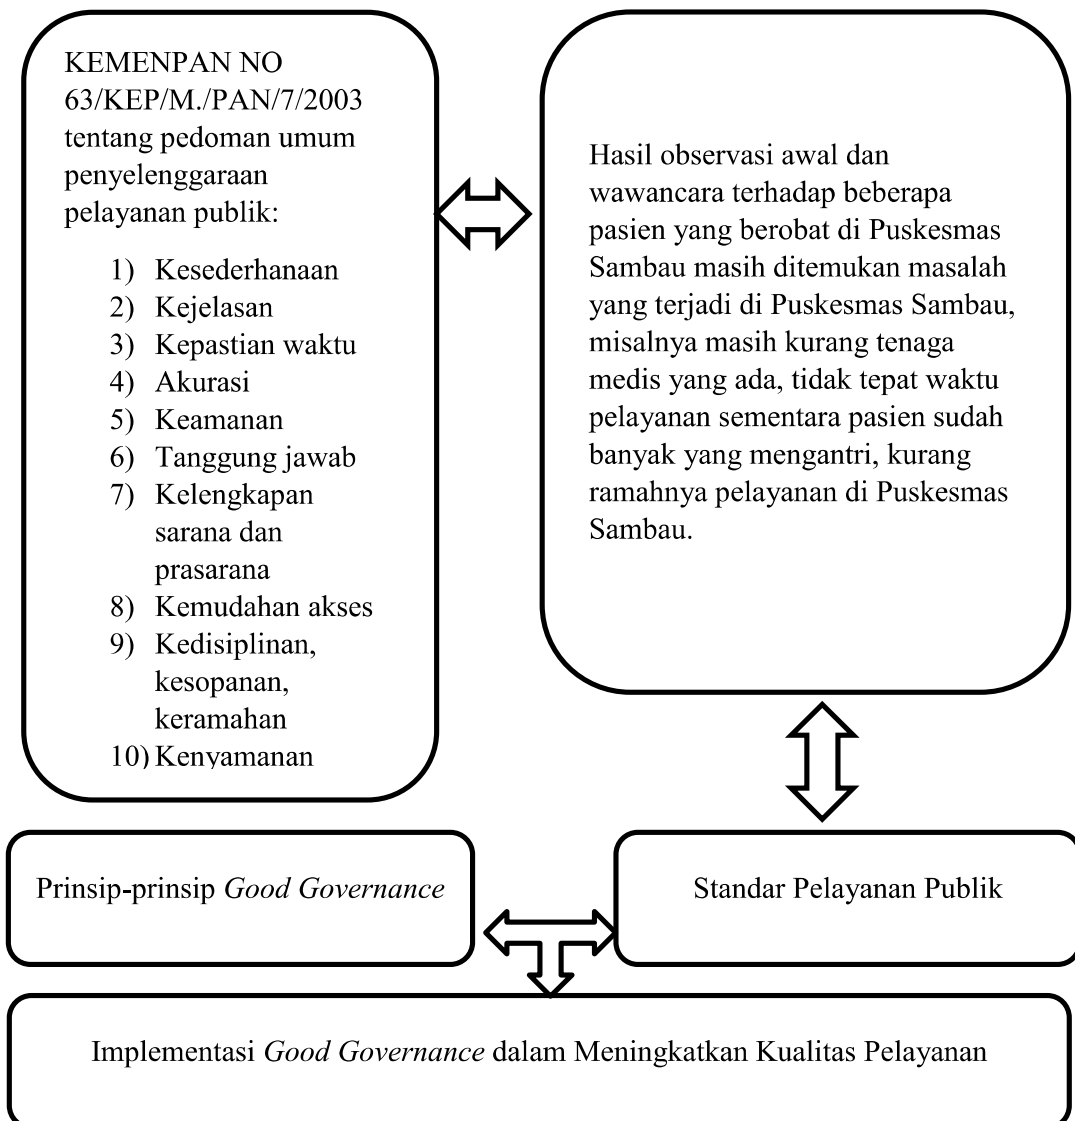 KEMENPAN NO
63/KEP/M./PAN/7/2003
tentang pedoman umum
penyelenggaraan
pelayanan publik:
1) Kesederhanaan
2) Kejelasan
3) Kepastian waktu
4) Akurasi
5) Keamanan
6) Tanggung jawab
7) Kelengkapan
sarana dan
prasarana
8) Kemudahan akses
9) Kedisiplinan,
kesopanan,
keramahan
10) Kenyamanan
Hasil observasi awal dan
wawancara terhadap beberapa
pasien yang berobat di Puskesmas
Sambau masih ditemukan masalah
yang terjadi di Puskesmas Sambau,
misalnya masih kurang tenaga
medis yang ada, tidak tepat waktu
pelayanan sementara pasien sudah
banyak yang mengantri, kurang
ramahnya pelayanan di Puskesmas
Sambau.
Prinsip-prinsip Good Governance
Standar Pelayanan Publik
Implementasi Good Governance dalam Meningkatkan Kualitas Pelayanan